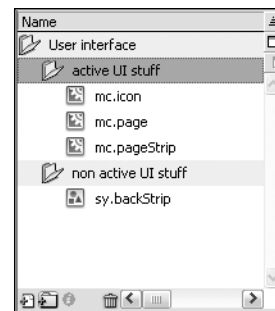 Name
User interface
active UI stuff
mc.icon
mc.page
mc.pageStrip
non active UI stuff
sy.backStrip